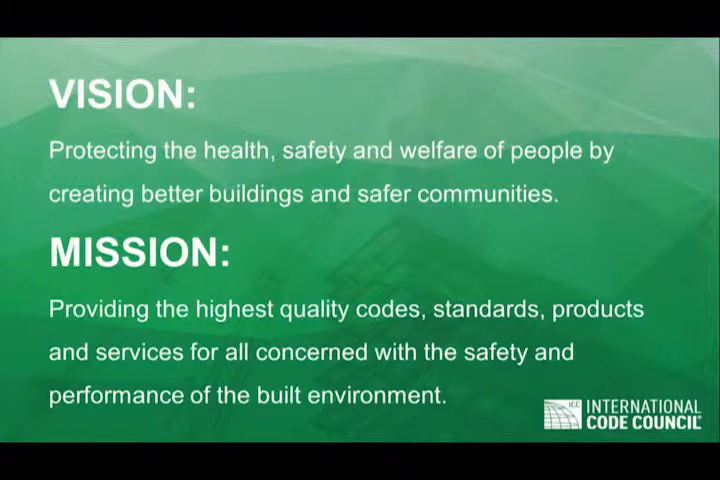 VISION:
Protecting the health, safety and welfare of people by
creating better buildings and safer communities.
MISSION:
Providing the highest quality codes, standards, products
and services for all concerned with the safety and
performance of the built environment.
ICC
INTERNATIONAL
CODE COUNCIL